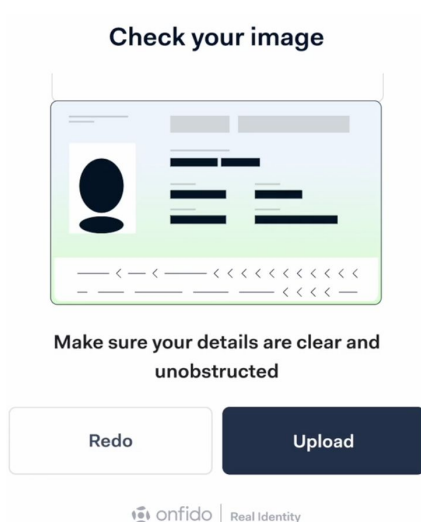 Check your image
Make sure your details are clear and
unobstructed
Redo
Upload
onfido | Real Identity